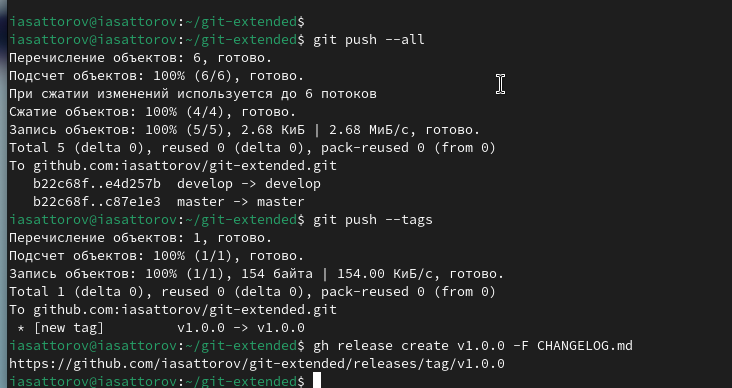 iasattorov@iasattorov:~/git-extended$
iasattorov@iasattorov:~/git-extended$ git push --all
Перечисление объектов: 6, готово.
Подсчет объектов: 100% (6/6), готово.
При сжатии изменений используется до 6 потоков
Сжатие объектов: 100% (4/4), готово.
Запись объектов: 100% (5/5), 2.68 КиБ | 2.68 МиБ/с, готово.
Total 5 (delta 0), reused 0 (delta 0), pack-reused 0 (from 0)
To github.com:iasattorov/git-extended.git
   b22c68f..e4d257b  develop -> develop
   b22c68f..c87e1e3  master -> master
iasattorov@iasattorov:~/git-extended$ git push --tags
Перечисление объектов: 1, готово.
Подсчет объектов: 100% (1/1), готово.
Запись объектов: 100% (1/1), 154 байта | 154.00 КиБ/с, готово.
Total 1 (delta 0), reused 0 (delta 0), pack-reused 0 (from 0)
To github.com:iasattorov/git-extended.git
 * [new tag]         v1.0.0 -> v1.0.0
iasattorov@iasattorov:~/git-extended$ gh release create v1.0.0 -F CHANGELOG.md
https://github.com/iasattorov/git-extended/releases/tag/v1.0.0
iasattorov@iasattorov:~/git-extended$